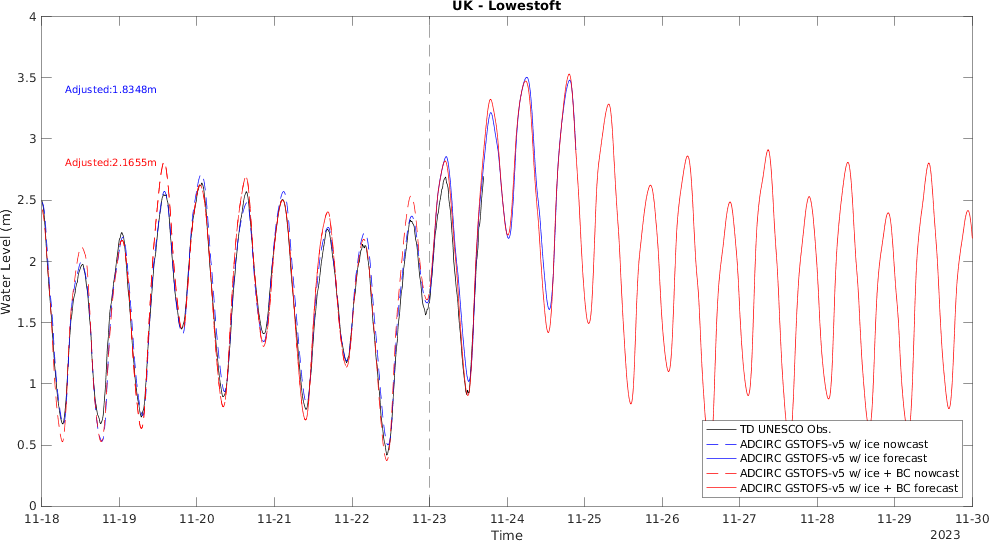 UK - Lowestoft
4
3.5
3
2.5
2
1.5
1
0.5
0
Water Level (m)
Adjusted:1.8348m
Adjusted:2.1655m
TD UNESCO Obs.
ADCIRC GSTOFS-v5 w/ ice nowcast
ADCIRC GSTOFS-v5 w/ ice forecast
ADCIRC GSTOFS-v5 w/ ice + BC nowcast
ADCIRC GSTOFS-v5 w/ ice + BC forecast
11-18 11-19 11-20 11-21 11-22 11-23 11-24 11-25 11-26 11-27 11-28 11-29 11-30
Time
2023